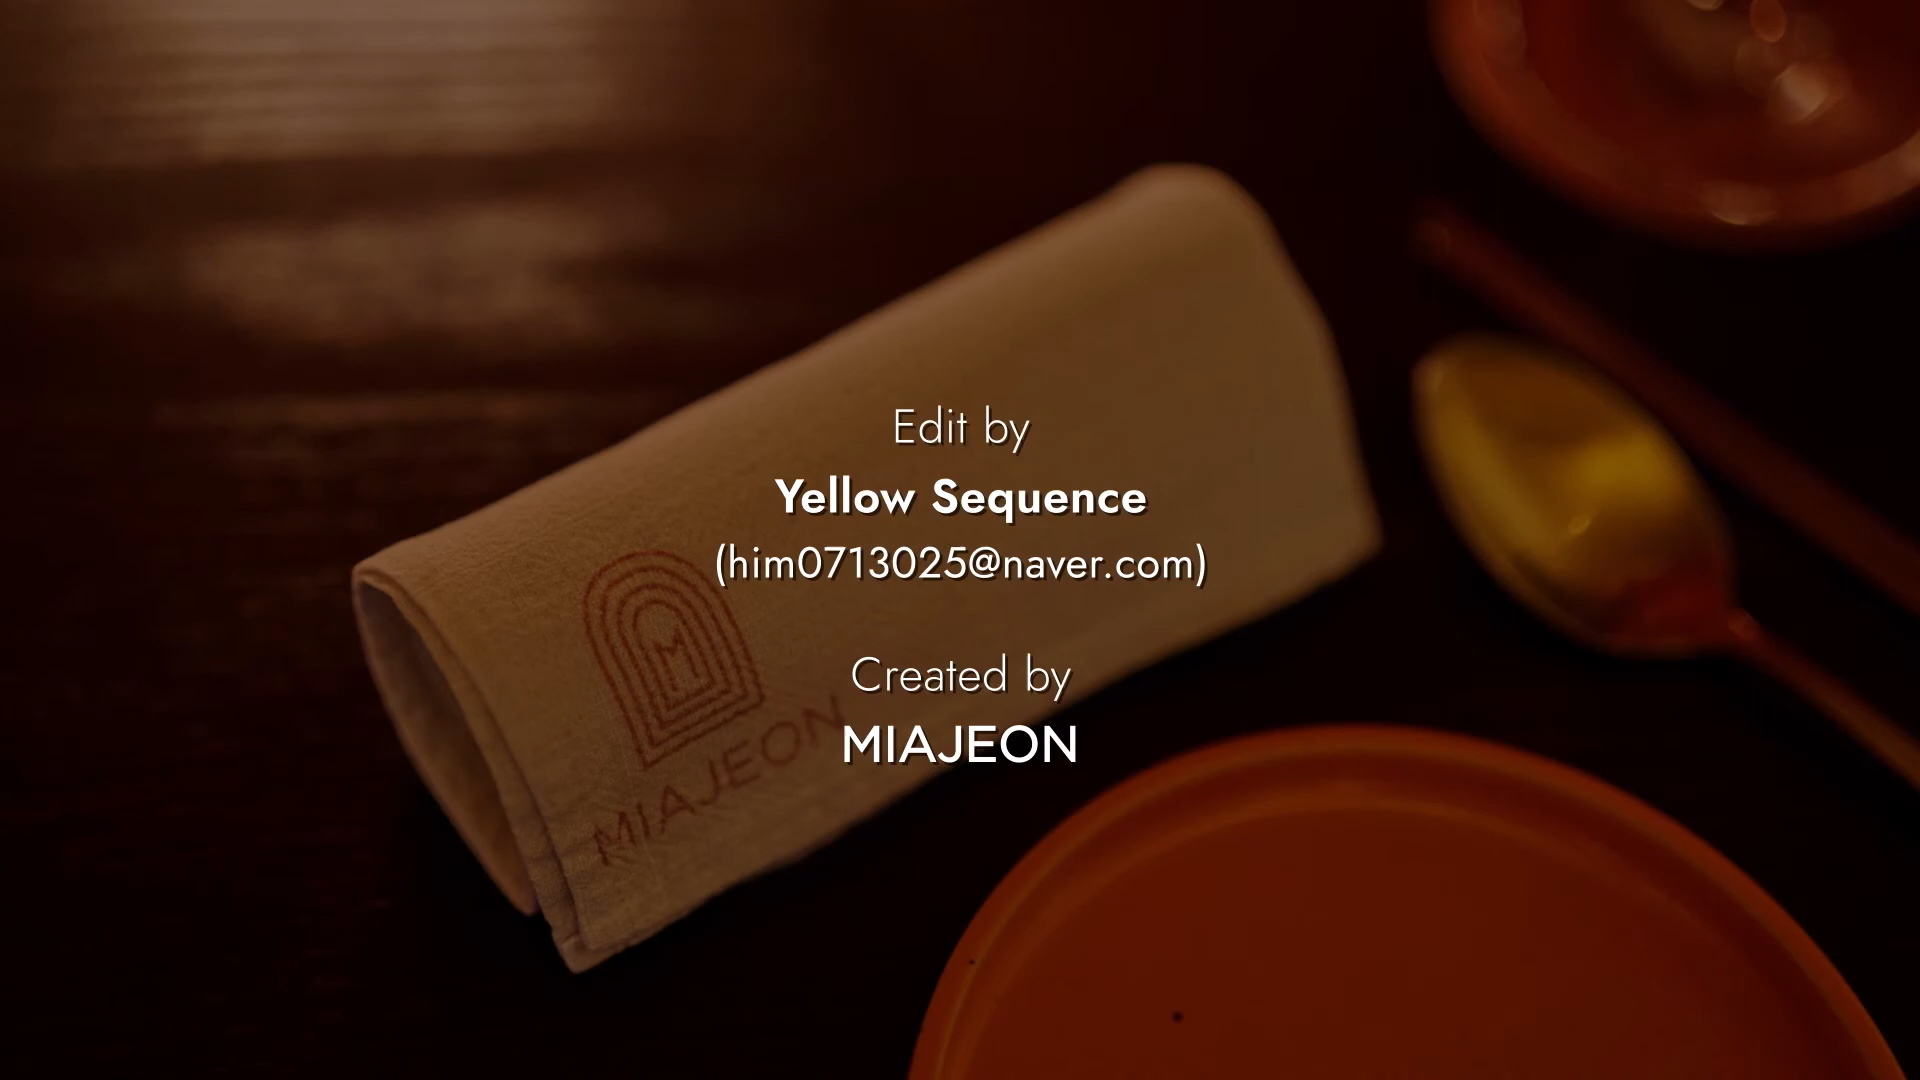 Edit by
Yellow Sequence
(him0713025@naver.com)
Created by
MIAJEON
M
MIAJEON